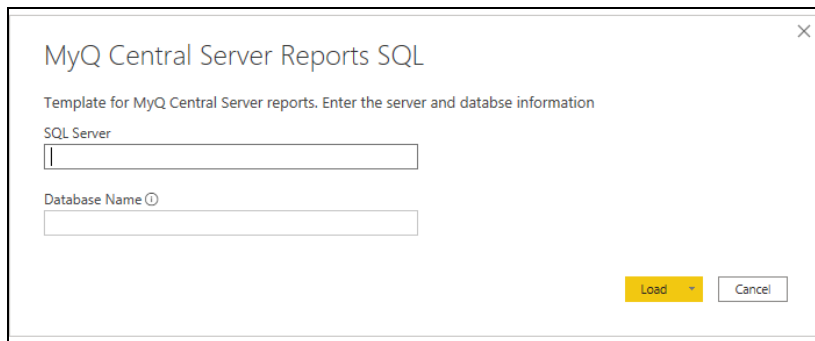 MyQ Central Server Reports SQL
Template for MyQ Central Server reports. Enter the server and databse information
SQL Server
Database Name
Load
Cancel